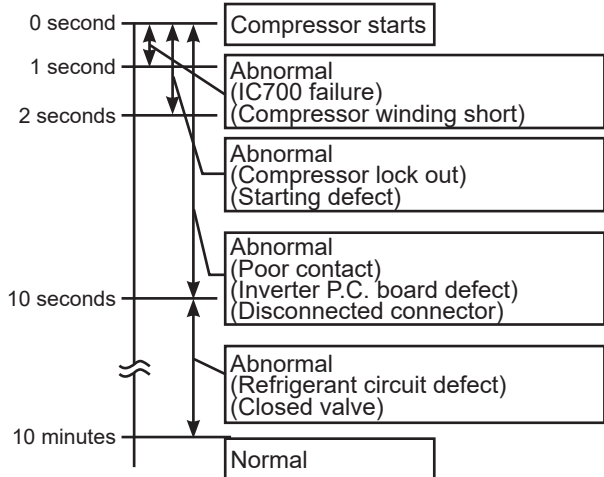 0 second
Compressor starts
1 second
Abnormal
(IC700 failure)
(Compressor winding short)
2 seconds
Abnormal
(Compressor lock out)
(Starting defect)
Abnormal
(Poor contact)
(Inverter P.C. board defect)
(Disconnected connector)
10 seconds
Abnormal
(Refrigerant circuit defect)
(Closed valve)
10 minutes
Normal